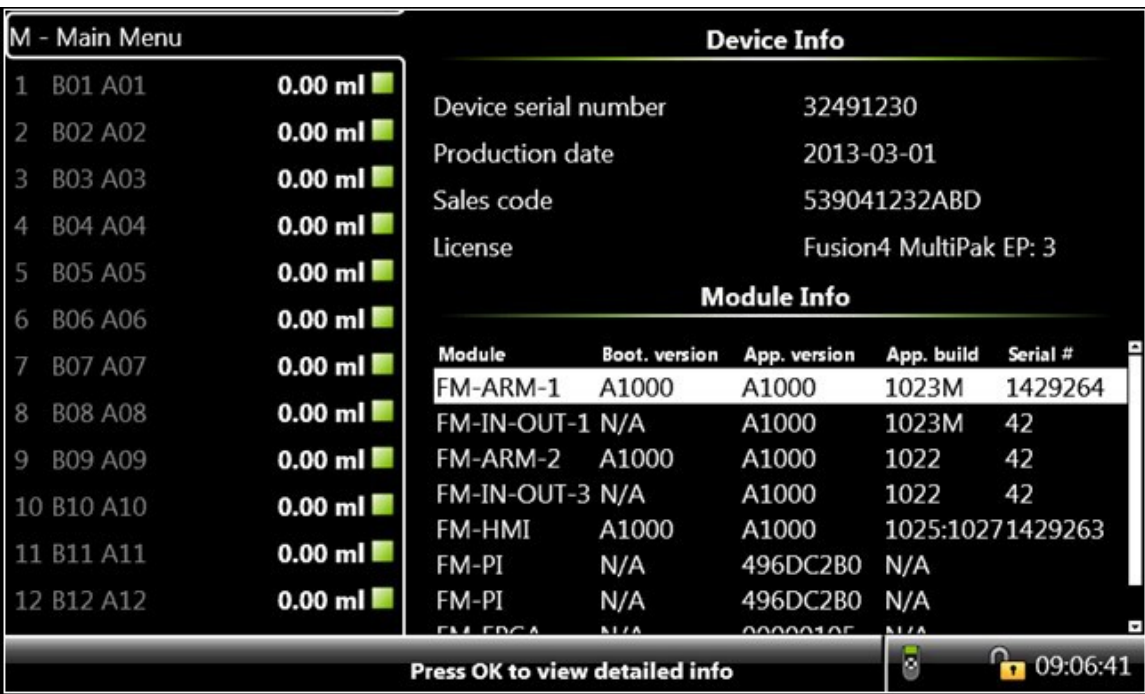 M - Main Menu
1 B01 A01 0.00 ml
2 B02 A02 0.00 ml
3 B03 A03 0.00 ml
4 B04 A04 0.00 ml
5 B05 A05 0.00 ml
6 B06 A06 0.00 ml
7 B07 A07 0.00 ml
8 B08 A08 0.00 ml
9 B09 A09 0.00 ml
10 B10 A10 0.00 ml
11 B11 A11 0.00 ml
12 B12 A12 0.00 ml
Device Info
Device serial number 32491230
Production date 2013-03-01
Sales code 539041232ABD
License Fusion4 MultiPak EP: 3
Module Info
Module Boot. version App. version App. build Serial #
FM-ARM-1 A1000 A1000 1023M 1429264
FM-IN-OUT-1 N/A A1000 1023M 42
FM-ARM-2 A1000 A1000 1022 42
FM-IN-OUT-3 N/A A1000 1022 42
FM-HMI A1000 A1000 1025:10271429263
FM-PI N/A 496DC2B0 N/A
FM-PI N/A 496DC2B0 N/A
Press OK to view detailed info
09:06:41